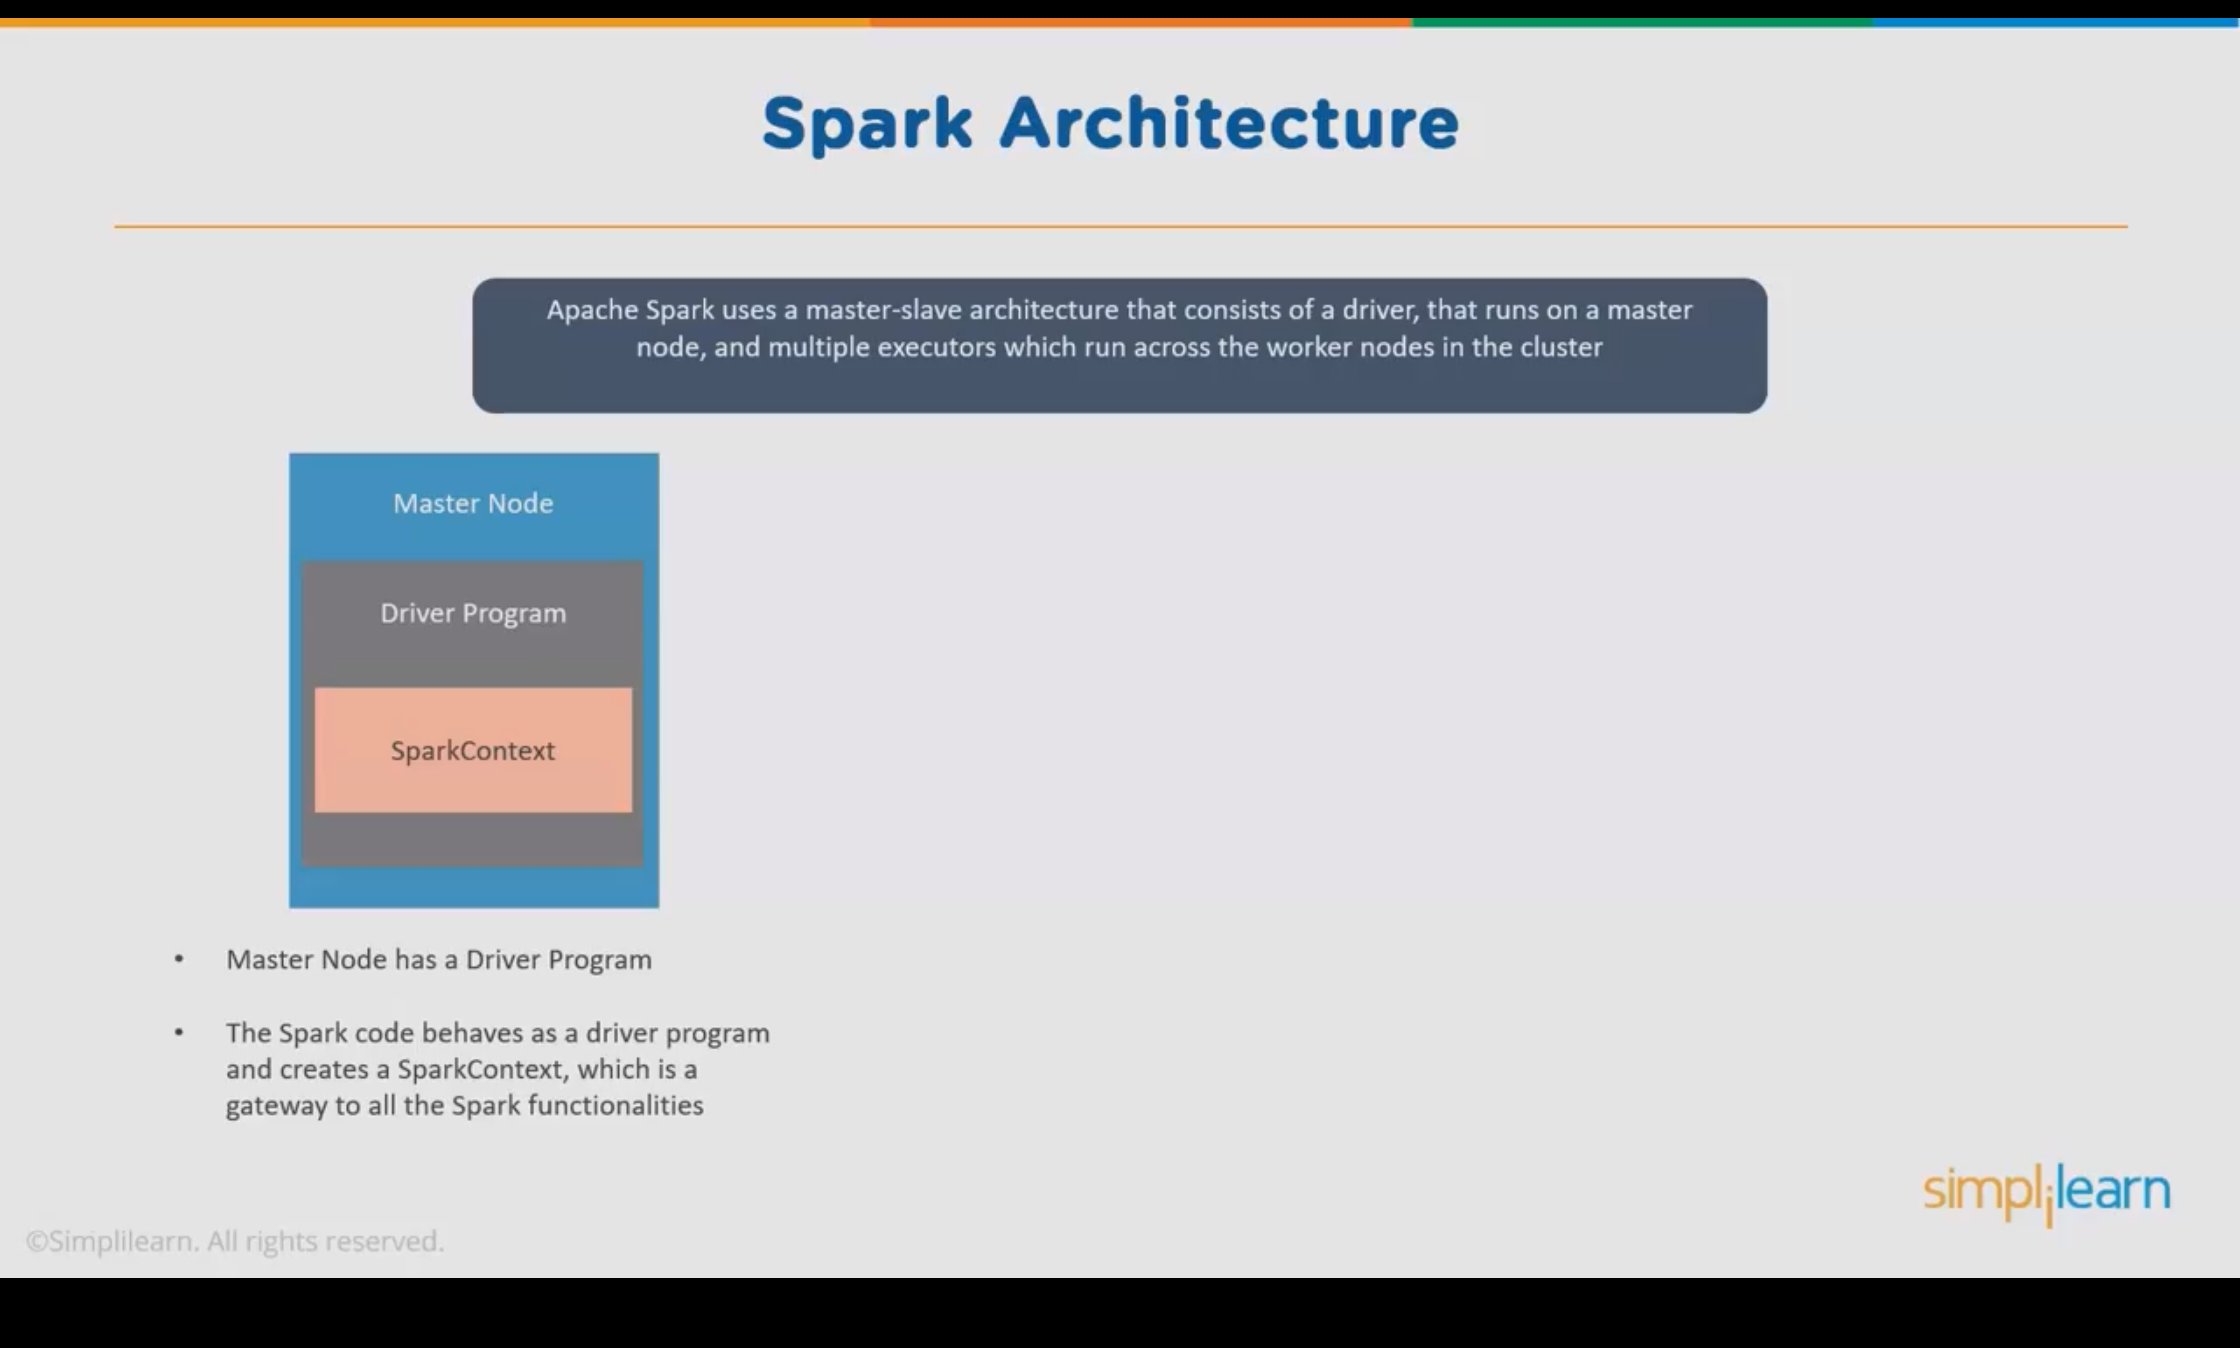 Spark Architecture
Apache Spark uses a master-slave architecture that consists of a driver, that runs on a master
node, and multiple executors which run across the worker nodes in the cluster
Master Node
Driver Program
SparkContext
• Master Node has a Driver Program
• The Spark code behaves as a driver program
and creates a SparkContext, which is a
gateway to all the Spark functionalities
simplilearn
©Simplilearn. All rights reserved.